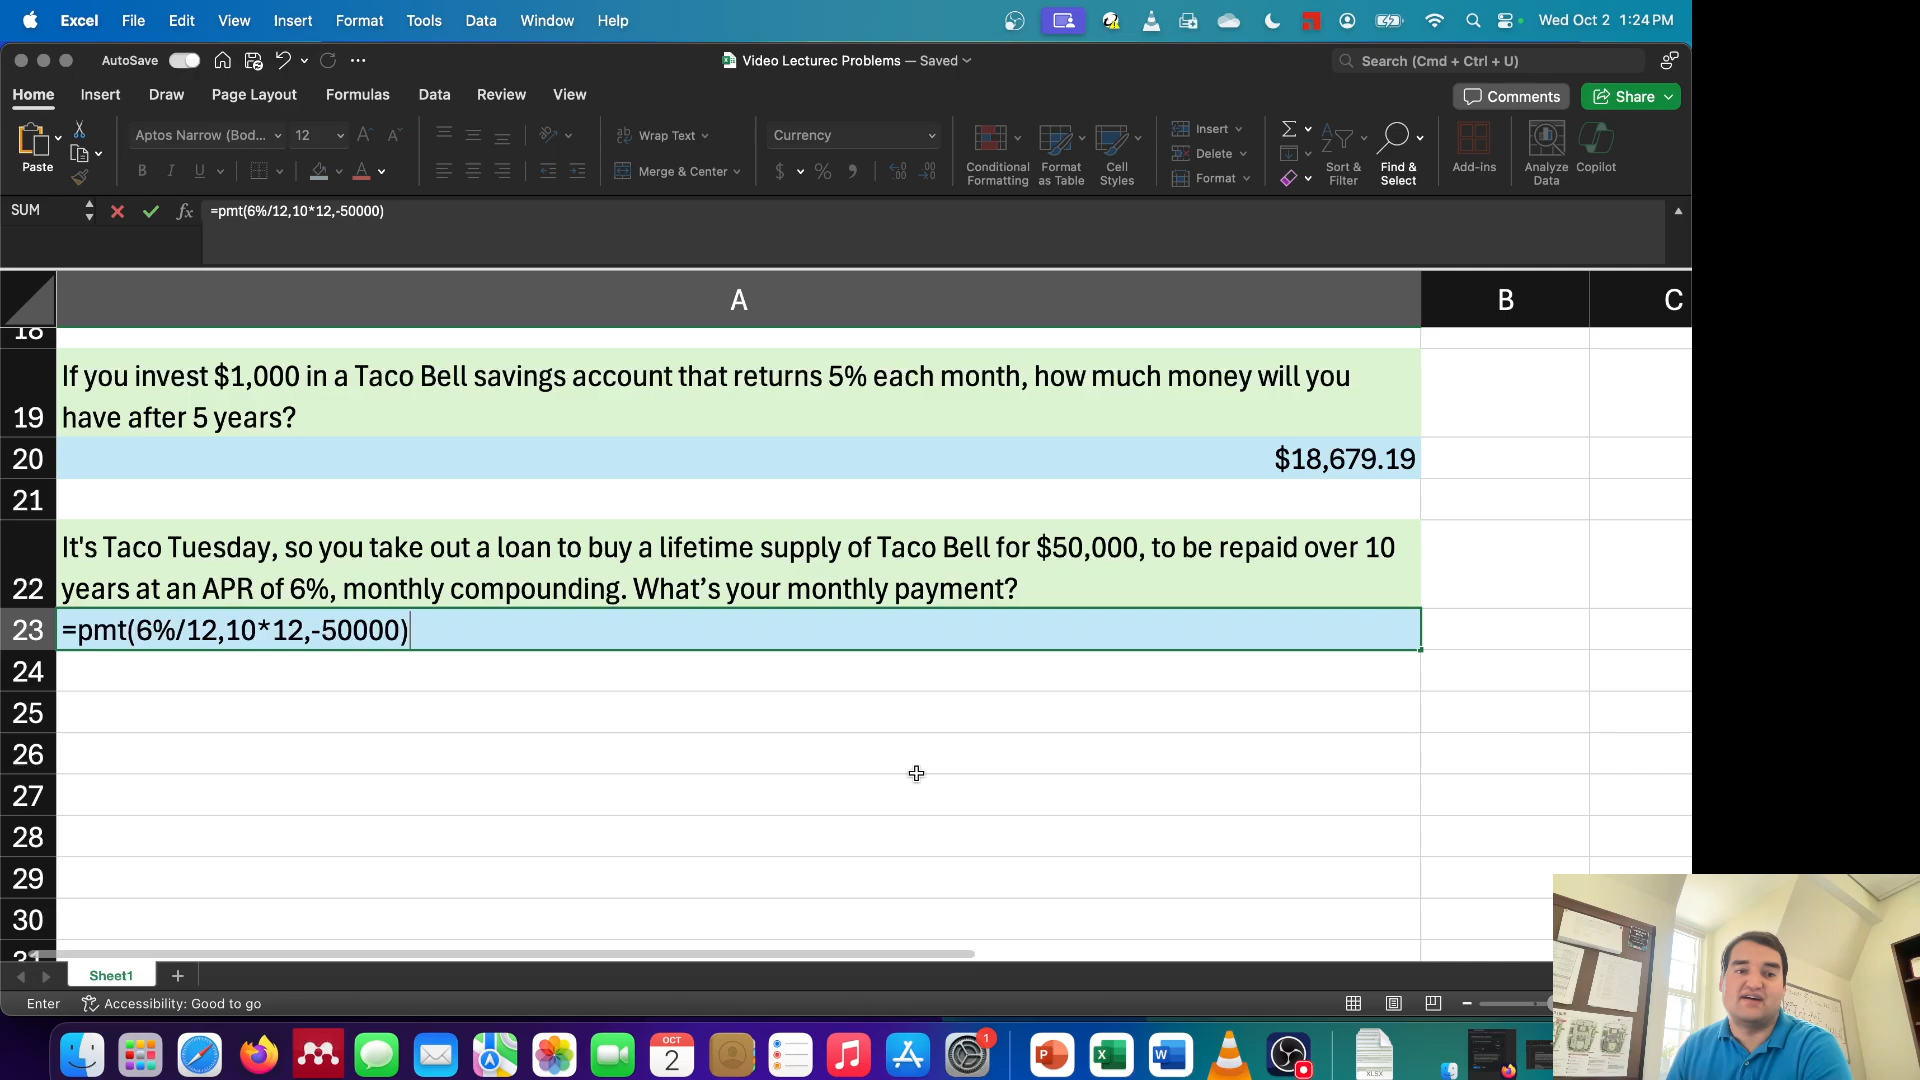 Excel File Edit View Insert Format Tools Data Window Help Wed Oct 2 1:24 PM
AutoSave Video Lecturec Problems — Saved Search (Cmd + Ctrl + U)
Home Insert Draw Page Layout Formulas Data Review View Comments Share
Paste Aptos Narrow (Bod... 12 Wrap Text Currency Insert
B I U Merge & Center $ % Delete
Conditional Formatting Format as Table Cell Styles Format Sort & Filter Find & Select Add-ins Analyze Data Copilot
SUM fx =pmt(6%/12,10*12,-50000)
A B C
18
19 If you invest $1,000 in a Taco Bell savings account that returns 5% each month, how much money will you
have after 5 years?
20 $18,679.19
21
22 It's Taco Tuesday, so you take out a loan to buy a lifetime supply of Taco Bell for $50,000, to be repaid over 10
years at an APR of 6%, monthly compounding. What's your monthly payment?
23 =pmt(6%/12,10*12,-50000)
24
25
26
27
28
29
30
31
Sheet1 +
Enter Accessibility: Good to go
OCT
2
1
P X W
XLSX